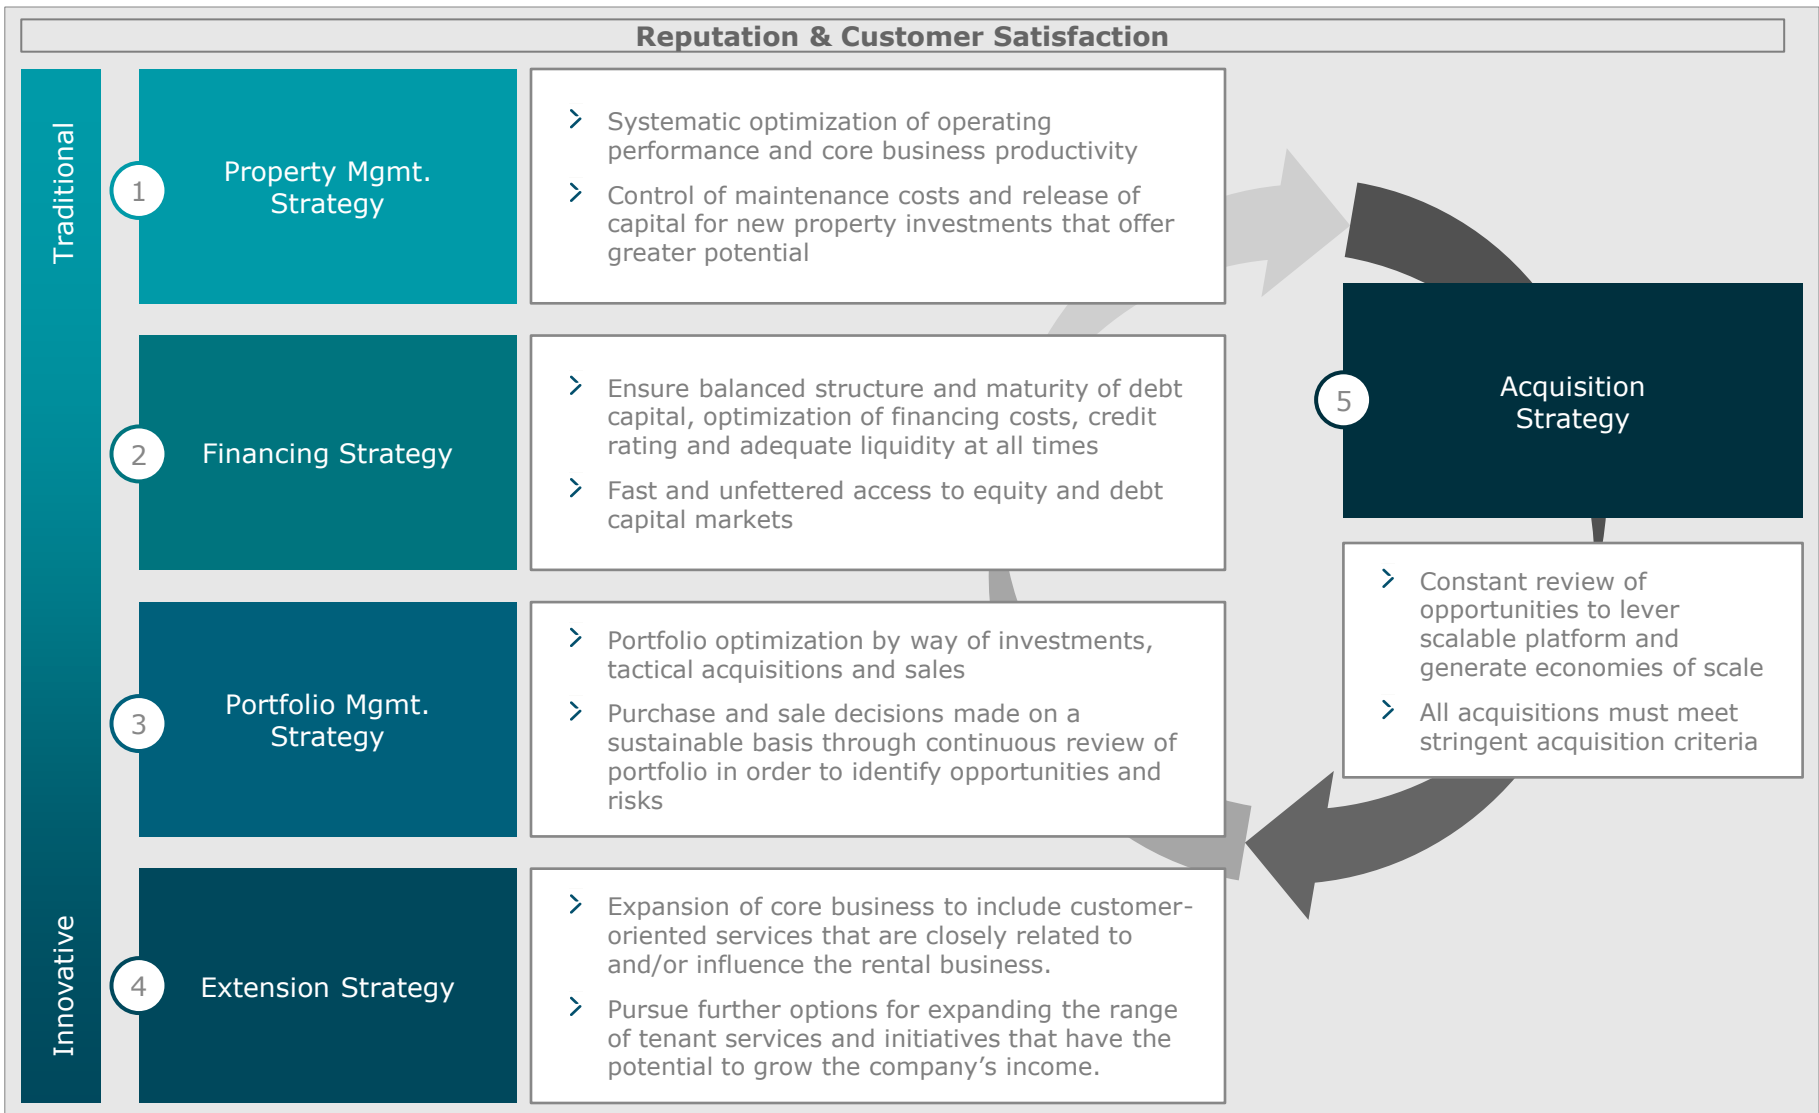 Reputation & Customer Satisfaction
Traditional
Innovative
1
Property Mgmt.
Strategy
Systematic optimization of operating
performance and core business productivity
Control of maintenance costs and release of
capital for new property investments that offer
greater potential
2
Financing Strategy
Ensure balanced structure and maturity of debt
capital, optimization of financing costs, credit
rating and adequate liquidity at all times
Fast and unfettered access to equity and debt
capital markets
3
Portfolio Mgmt.
Strategy
Portfolio optimization by way of investments,
tactical acquisitions and sales
Purchase and sale decisions made on a
sustainable basis through continuous review of
portfolio in order to identify opportunities and
risks
4
Extension Strategy
Expansion of core business to include customer-
oriented services that are closely related to
and/or influence the rental business.
Pursue further options for expanding the range
of tenant services and initiatives that have the
potential to grow the company’s income.
5
Acquisition
Strategy
Constant review of
opportunities to lever
scalable platform and
generate economies of scale
All acquisitions must meet
stringent acquisition criteria